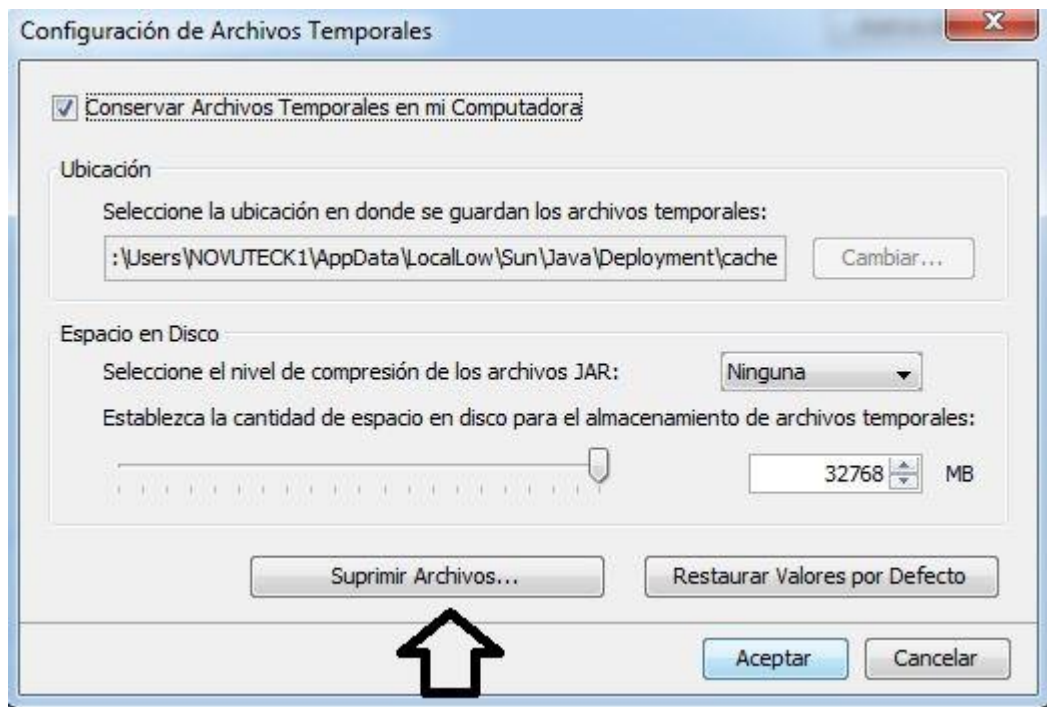 Configuración de Archivos Temporales
Conservar Archivos Temporales en mi Computadora
Ubicación
Seleccione la ubicación en donde se guardan los archivos temporales:
:\Users\NOVUTECK1\AppData\LocalLow\Sun\Java\Deployment\cache
Cambiar...
Espacio en Disco
Seleccione el nivel de compresión de los archivos JAR:
Ninguna
Establezca la cantidad de espacio en disco para el almacenamiento de archivos temporales:
32768 MB
Suprimir Archivos...
Restaurar Valores por Defecto
Aceptar
Cancelar